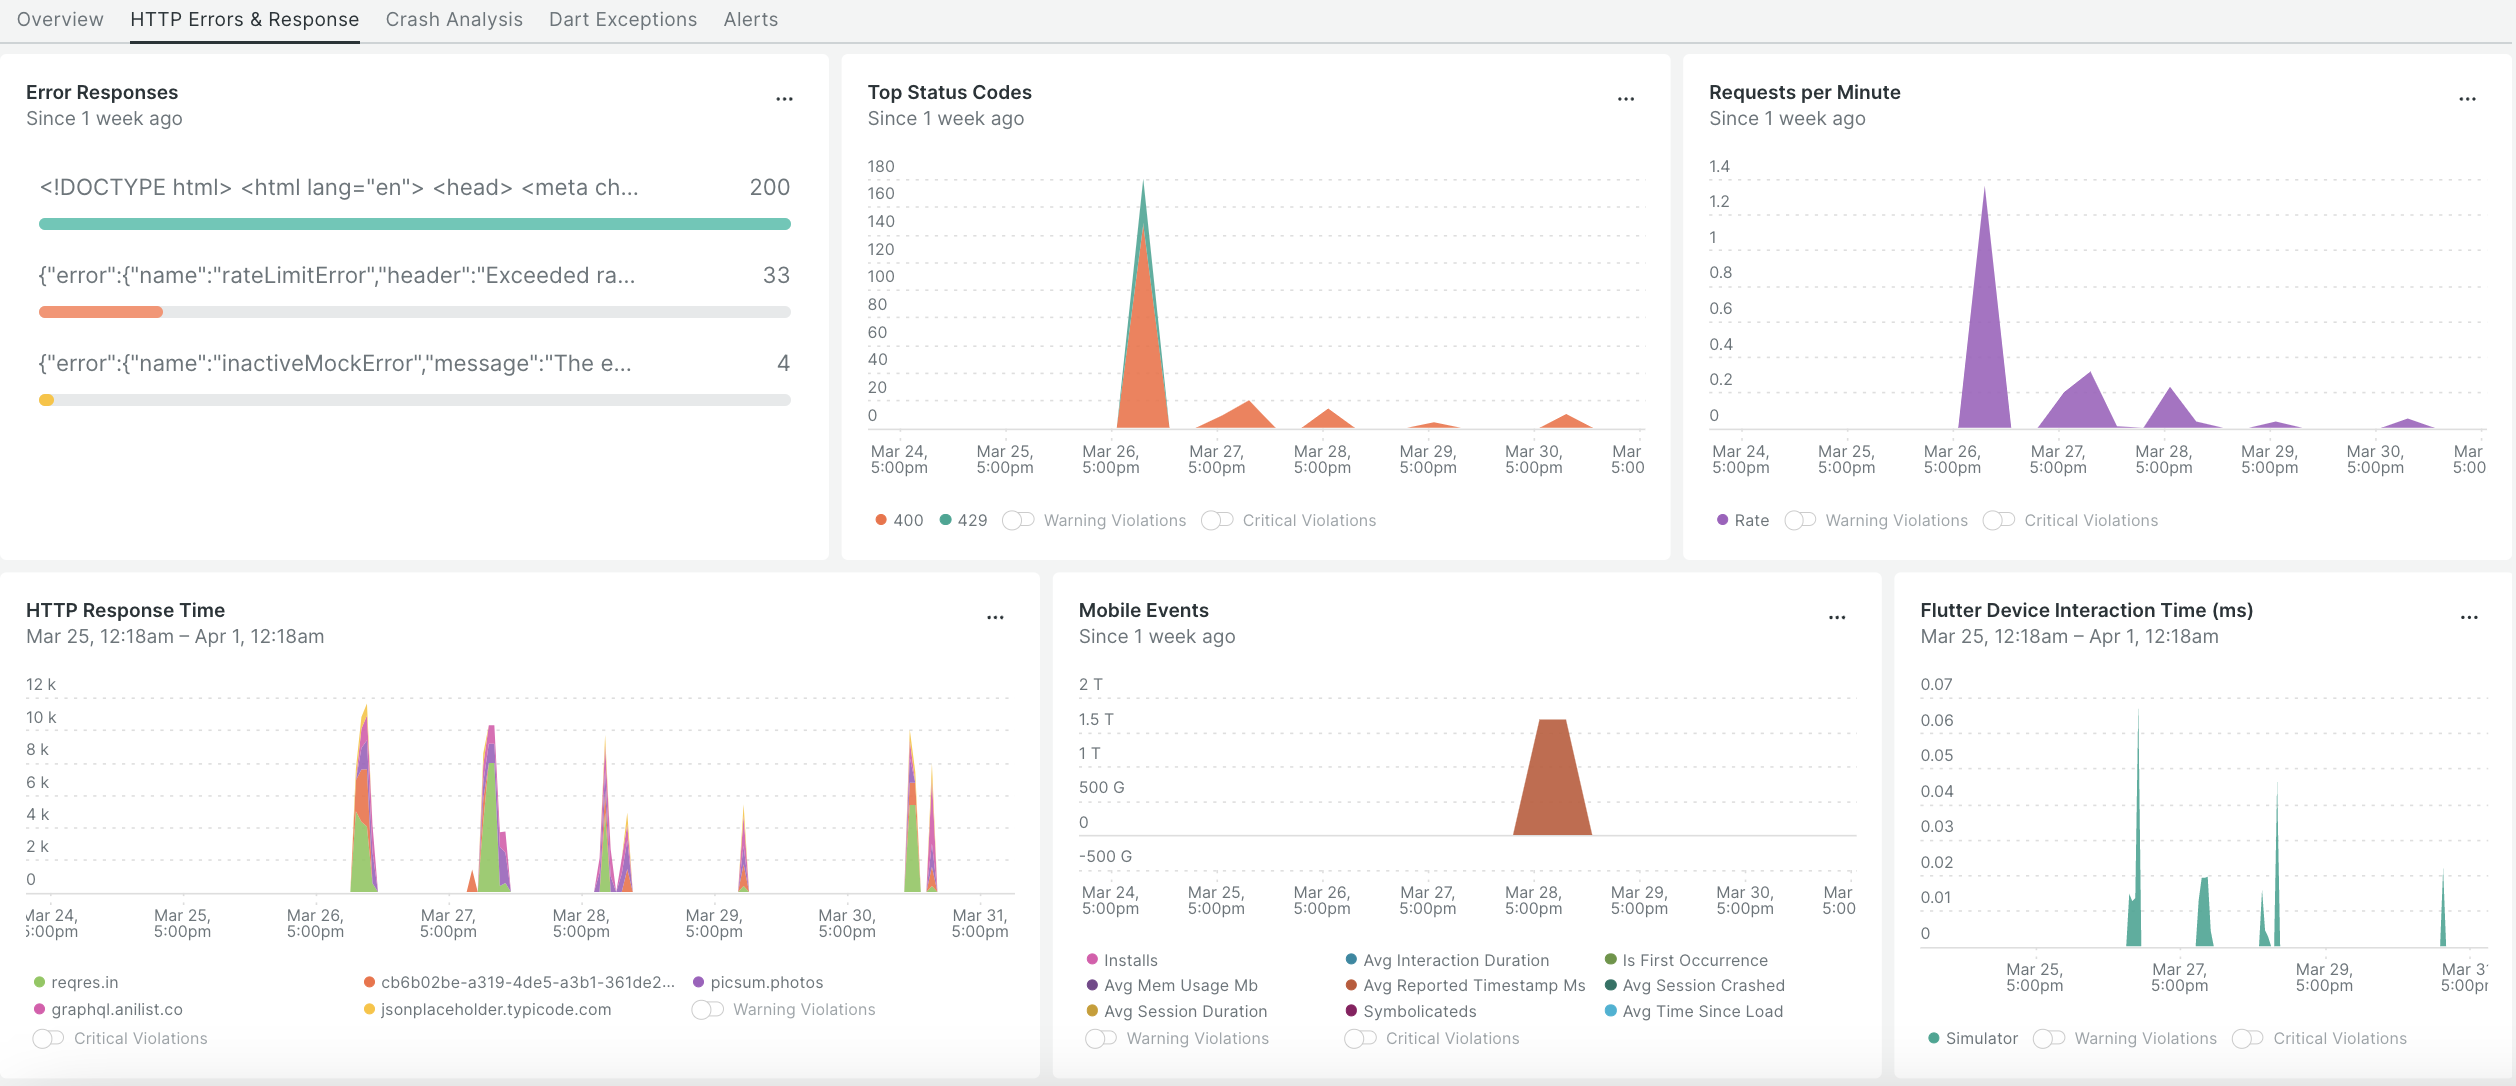 Overview HTTP Errors & Response Crash Analysis Dart Exceptions Alerts
Error Responses
Since 1 week ago
...
<!DOCTYPE html> <html lang="en"> <head> <meta ch... 200
{"error":{"name":"rateLimitError","header":"Exceeded ra... 33
{"error":{"name":"inactiveMockError","message":"The e... 4
Top Status Codes
Since 1 week ago
...
180
160
140
120
100
80
60
40
20
0
Mar 24, Mar 25, Mar 26, Mar 27, Mar 28, Mar 29, Mar 30, Mar
5:00pm 5:00pm 5:00pm 5:00pm 5:00pm 5:00pm 5:00pm 5:00
400 429 Warning Violations Critical Violations
Requests per Minute
Since 1 week ago
...
1.4
1.2
1
0.8
0.6
0.4
0.2
0
Mar 24, Mar 25, Mar 26, Mar 27, Mar 28, Mar 29, Mar 30, Mar
5:00pm 5:00pm 5:00pm 5:00pm 5:00pm 5:00pm 5:00pm 5:00
Rate Warning Violations Critical Violations
HTTP Response Time
Mar 25, 12:18am – Apr 1, 12:18am
...
12 k
10 k
8 k
6 k
4 k
2 k
0
Mar 24, Mar 25, Mar 26, Mar 27, Mar 28, Mar 29, Mar 30, Mar 31,
5:00pm 5:00pm 5:00pm 5:00pm 5:00pm 5:00pm 5:00pm 5:00pm
reqres.in cb6b02be-a319-4de5-a3b1-361de2... picsum.photos
graphql.anilist.co jsonplaceholder.typicode.com Warning Violations
Critical Violations
Mobile Events
Since 1 week ago
...
2 T
1.5 T
1 T
500 G
0
-500 G
Mar 24, Mar 25, Mar 26, Mar 27, Mar 28, Mar 29, Mar 30, Mar
5:00pm 5:00pm 5:00pm 5:00pm 5:00pm 5:00pm 5:00pm 5:00
Installs Avg Interaction Duration Is First Occurrence
Avg Mem Usage Mb Avg Reported Timestamp Ms Avg Session Crashed
Avg Session Duration Symbolicateds Avg Time Since Load
Warning Violations Critical Violations
Flutter Device Interaction Time (ms)
Mar 25, 12:18am – Apr 1, 12:18am
...
0.07
0.06
0.05
0.04
0.03
0.02
0.01
0
Mar 25, Mar 27, Mar 29, Mar 31
5:00pm 5:00pm 5:00pm 5:00p
Simulator Warning Violations Critical Violations